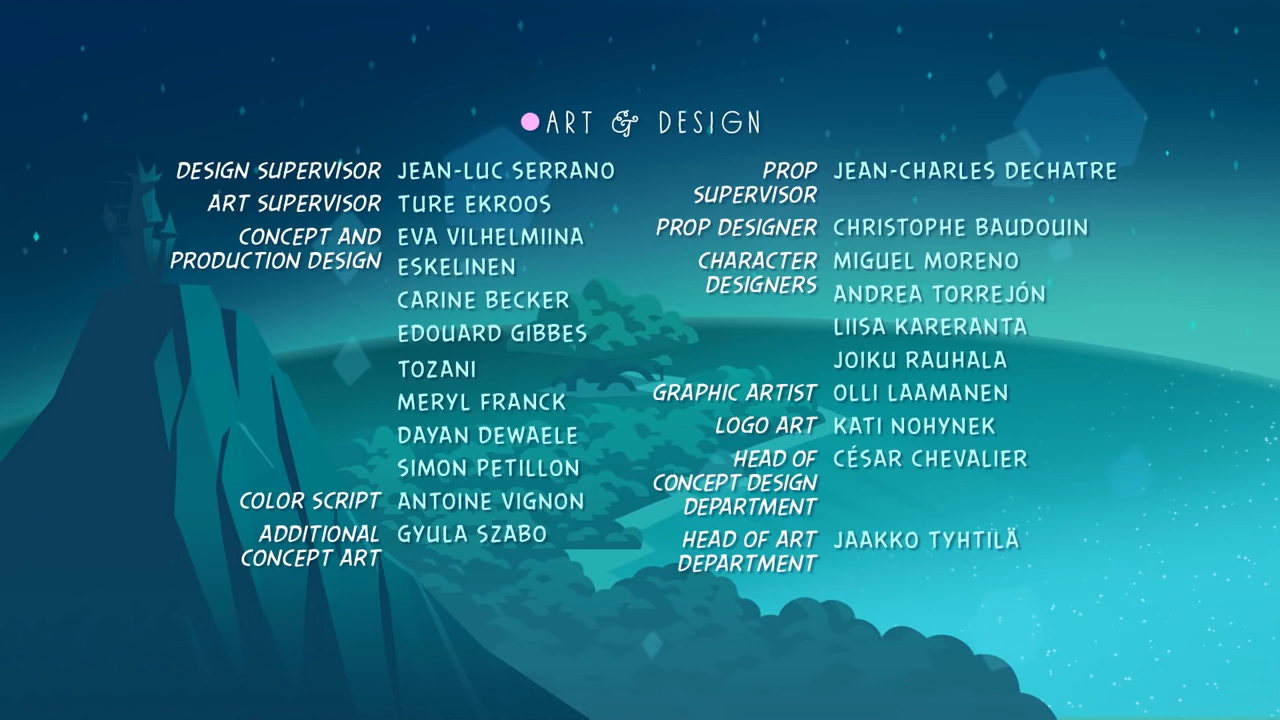 ART & DESIGN
DESIGN SUPERVISOR JEAN-LUC SERRANO
ART SUPERVISOR TURE EKROOS
CONCEPT AND EVA VILHELMIINA
PRODUCTION DESIGN ESKELINEN
CARINE BECKER
EDOUARD GIBBES
TOZANI
MERYL FRANCK
DAYAN DEWAELE
SIMON PETILLON
COLOR SCRIPT ANTOINE VIGNON
ADDITIONAL GYULA SZABO
CONCEPT ART
PROP JEAN-CHARLES DECHATRE
SUPERVISOR
PROP DESIGNER CHRISTOPHE BAUDOUIN
CHARACTER MIGUEL MORENO
DESIGNERS ANDREA TORREJÓN
LIISA KARERANTA
JOIKU RAUHALA
GRAPHIC ARTIST OLLI LAAMANEN
LOGO ART KATI NOHYNEK
HEAD OF CÉSAR CHEVALIER
CONCEPT DESIGN
DEPARTMENT
HEAD OF ART JAAKKO TYHTILÄ
DEPARTMENT